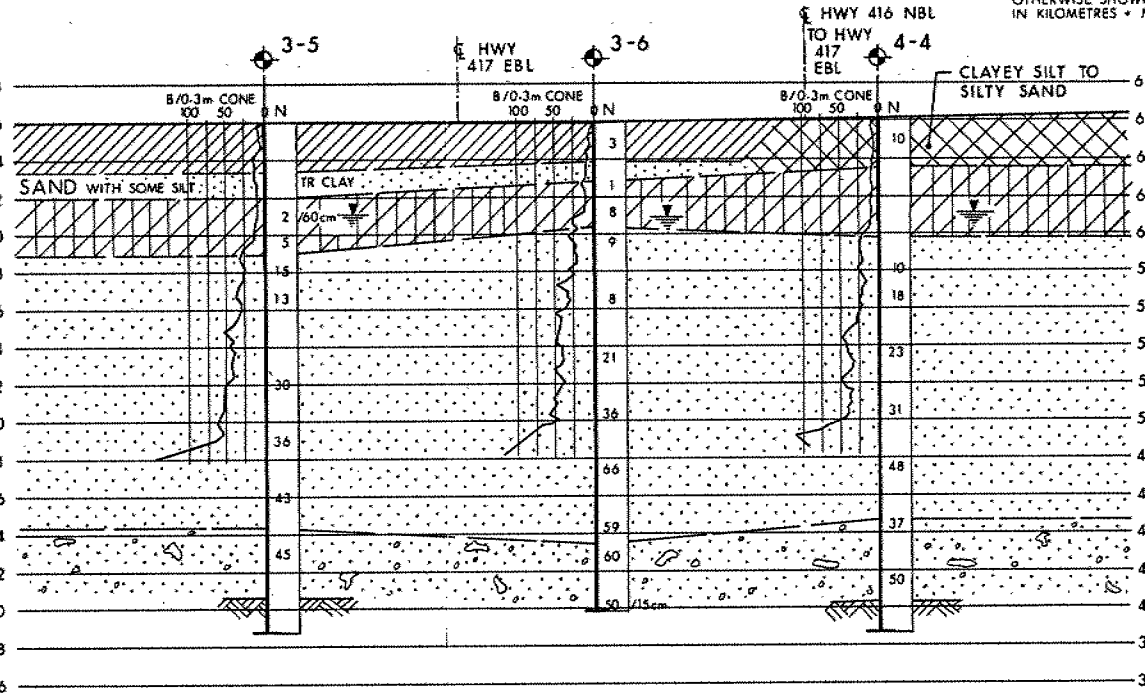 OTHERWISE SHOWN
IN KILOMETRES + M
℄ HWY 416 NBL
TO HWY
417
EBL
3-5
℄ HWY
417 EBL
3-6
4-4
CLAYEY SILT TO
SILTY SAND
B/0.3m CONE
100 50 0 N
B/0.3m CONE
100 50 0 N
B/0.3m CONE
100 50 0 N
SAND WITH SOME SILT
TR CLAY
2 /60cm
5
15
13
30
36
43
45
3
1
8
9
8
21
36
66
59
60
50 /15cm
10
10
18
23
31
48
37
50